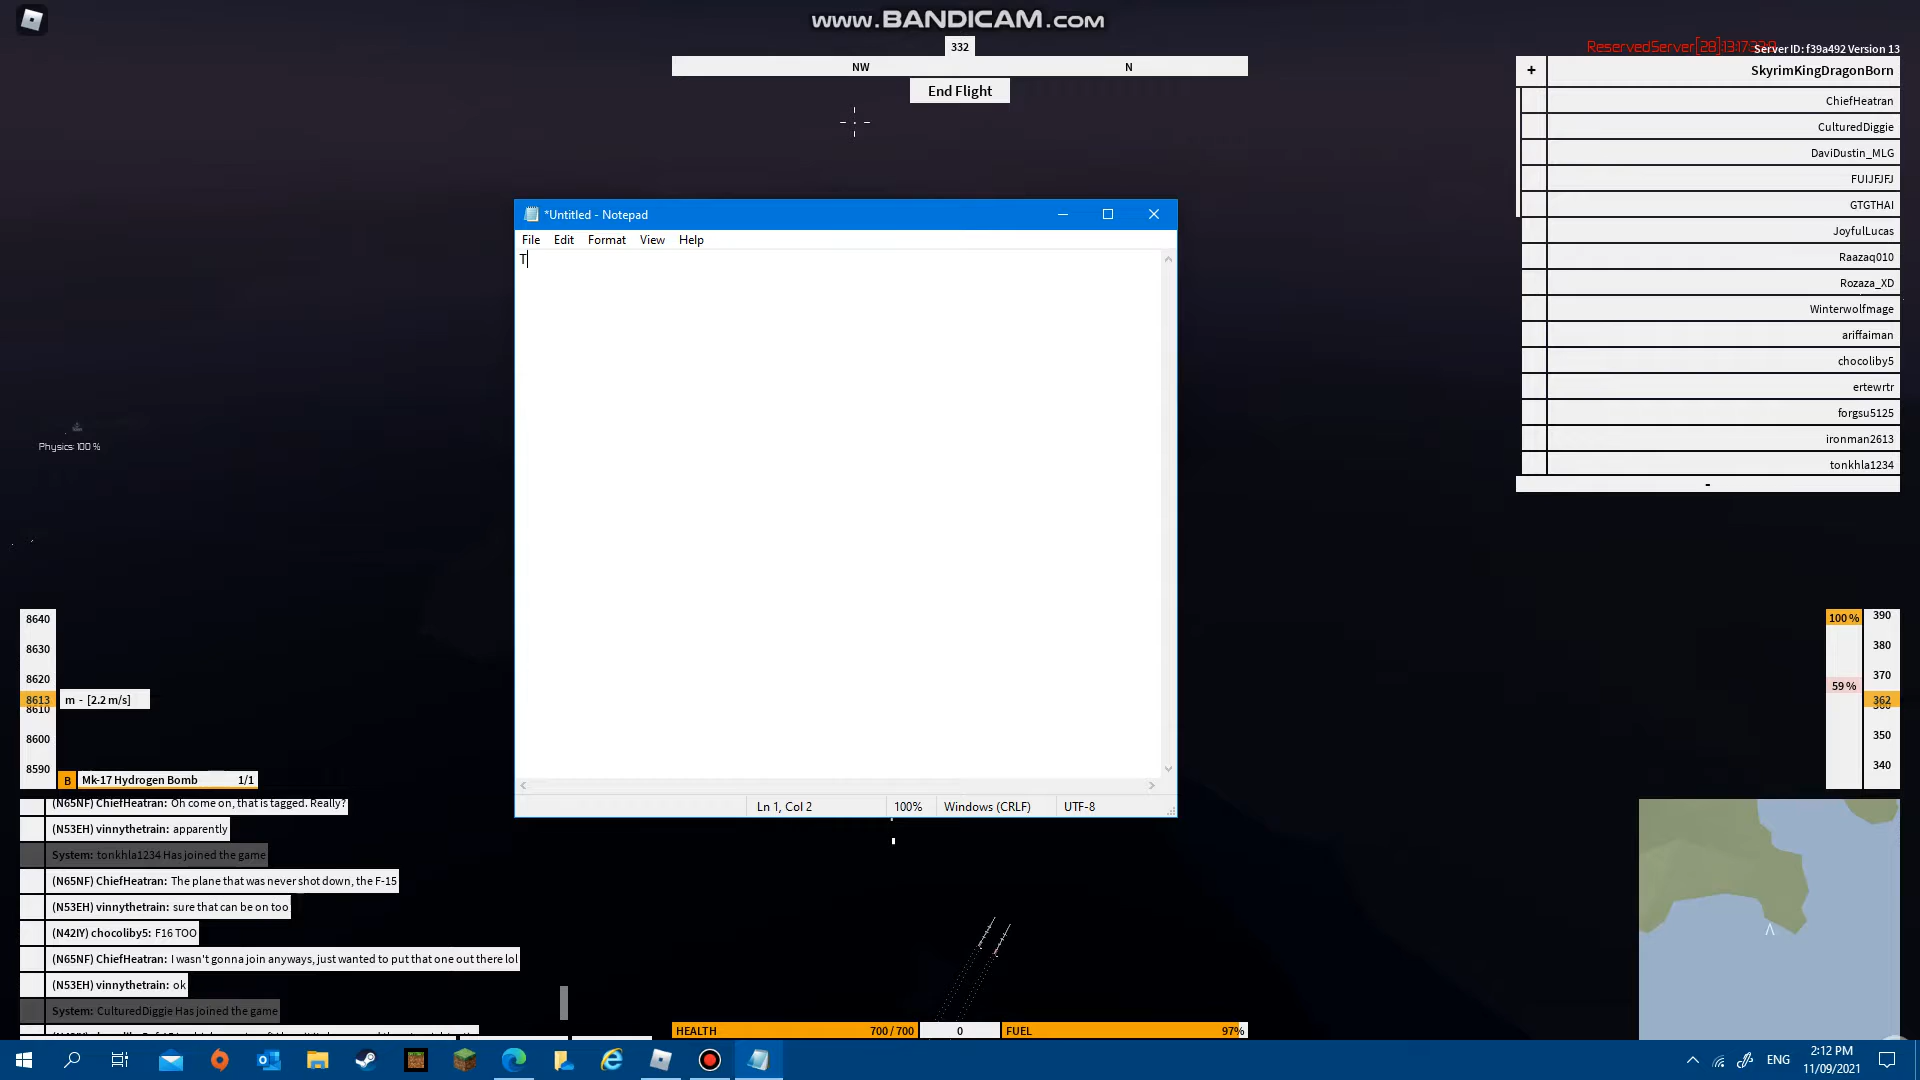 www.BANDICAM.com
332
NW N
End Flight
Server ID: f39a492 Version 13
+ SkyrimKingDragonBorn
ChiefHeatran
CulturedDiggie
DaviDustin_MLG
FUIJFJFJ
GTGTHAI
JoyfulLucas
Raazaq010
Rozaza_XD
Winterwolfmage
ariffaiman
chocoliby5
ertewrtr
forgsu5125
ironman2613
tonkhla1234
-
*Untitled - Notepad
File Edit Format View Help
T
Ln 1, Col 2 100% Windows (CRLF) UTF-8
Physics: 100 %
8640
8630
8620
8613 m - [2.2 m/s]
8610
8600
8590
B Mk-17 Hydrogen Bomb 1/1
100 % 390
380
370
59 % 362
350
340
(N65NF) ChiefHeatran: Oh come on, that is tagged. Really?
(N53EH) vinnythetrain: apparently
System: tonkhla1234 Has joined the game
(N65NF) ChiefHeatran: The plane that was never shot down, the F-15
(N53EH) vinnythetrain: sure that can be on too
(N42IY) chocoliby5: F16 TOO
(N65NF) ChiefHeatran: I wasn't gonna join anyways, just wanted to put that one out there lol
(N53EH) vinnythetrain: ok
System: CulturedDiggie Has joined the game
HEALTH 700 / 700 0 FUEL 97%
ENG 2:12 PM
11/09/2021